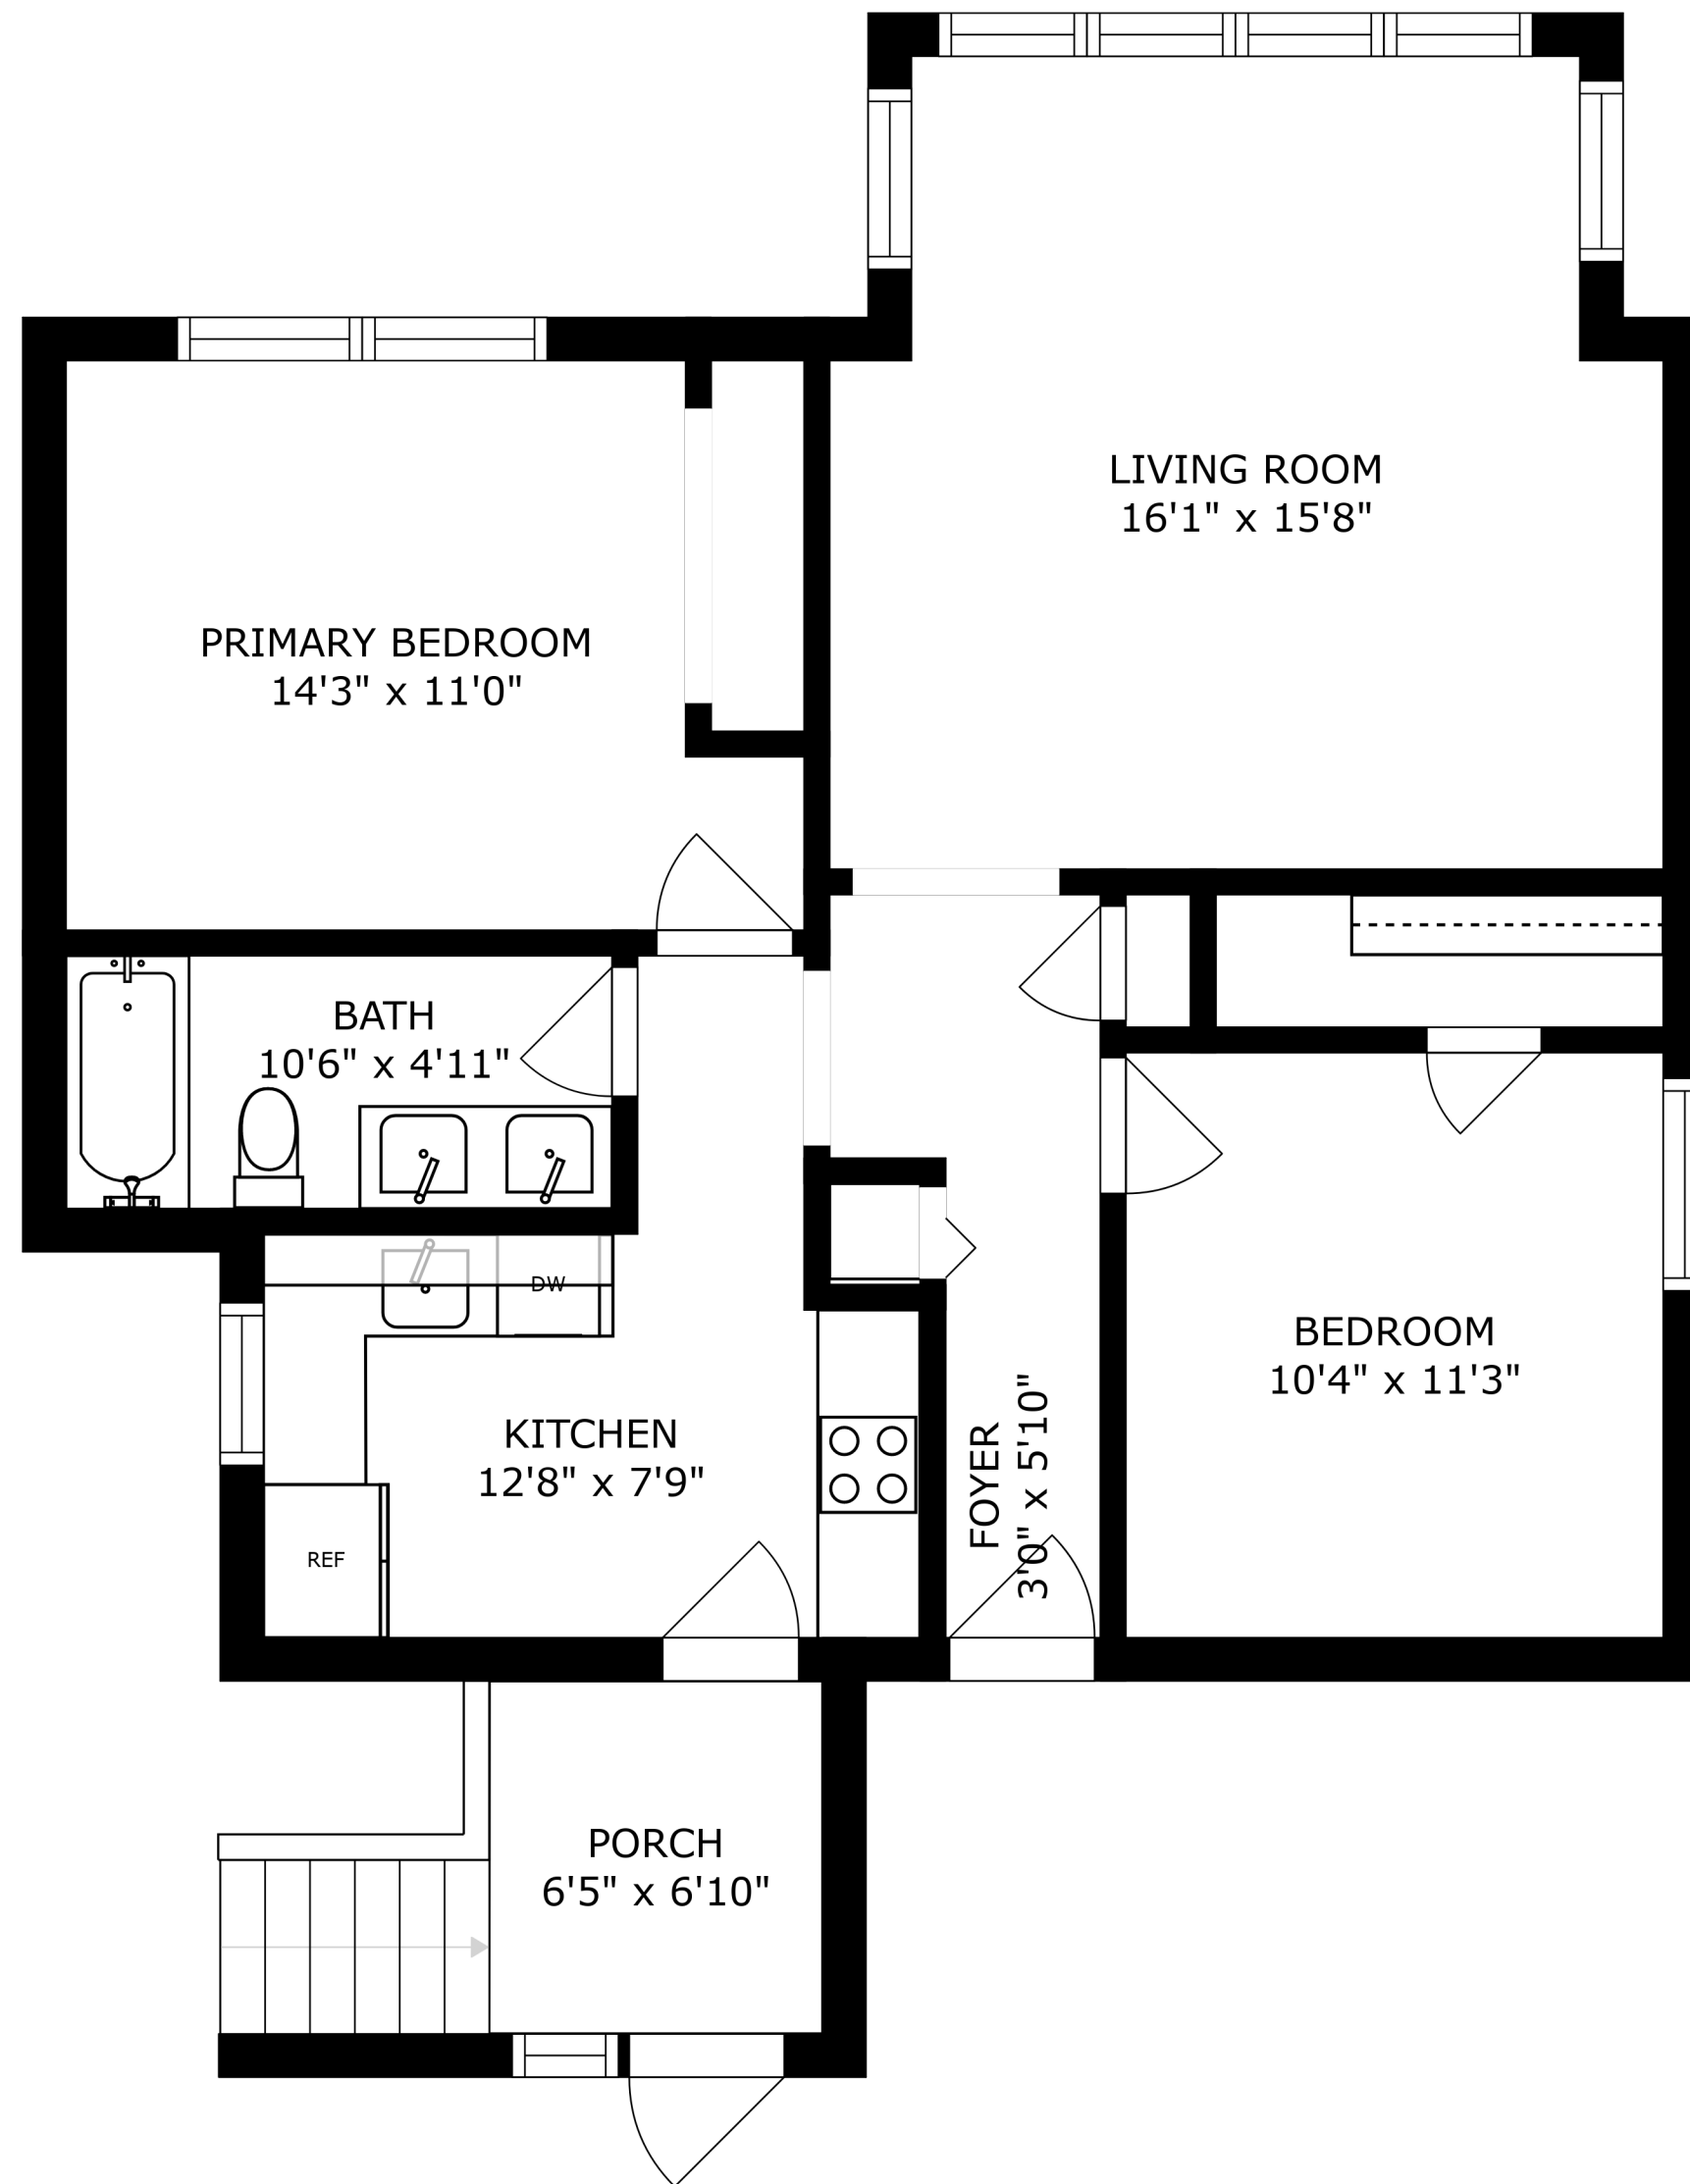 LIVING ROOM
16'1" x 15'8"
PRIMARY BEDROOM
14'3" x 11'0"
BATH
10'6" x 4'11"
DW
BEDROOM
10'4" x 11'3"
KITCHEN
12'8" x 7'9"
FOYER
3'0" x 5'10"
REF
PORCH
6'5" x 6'10"